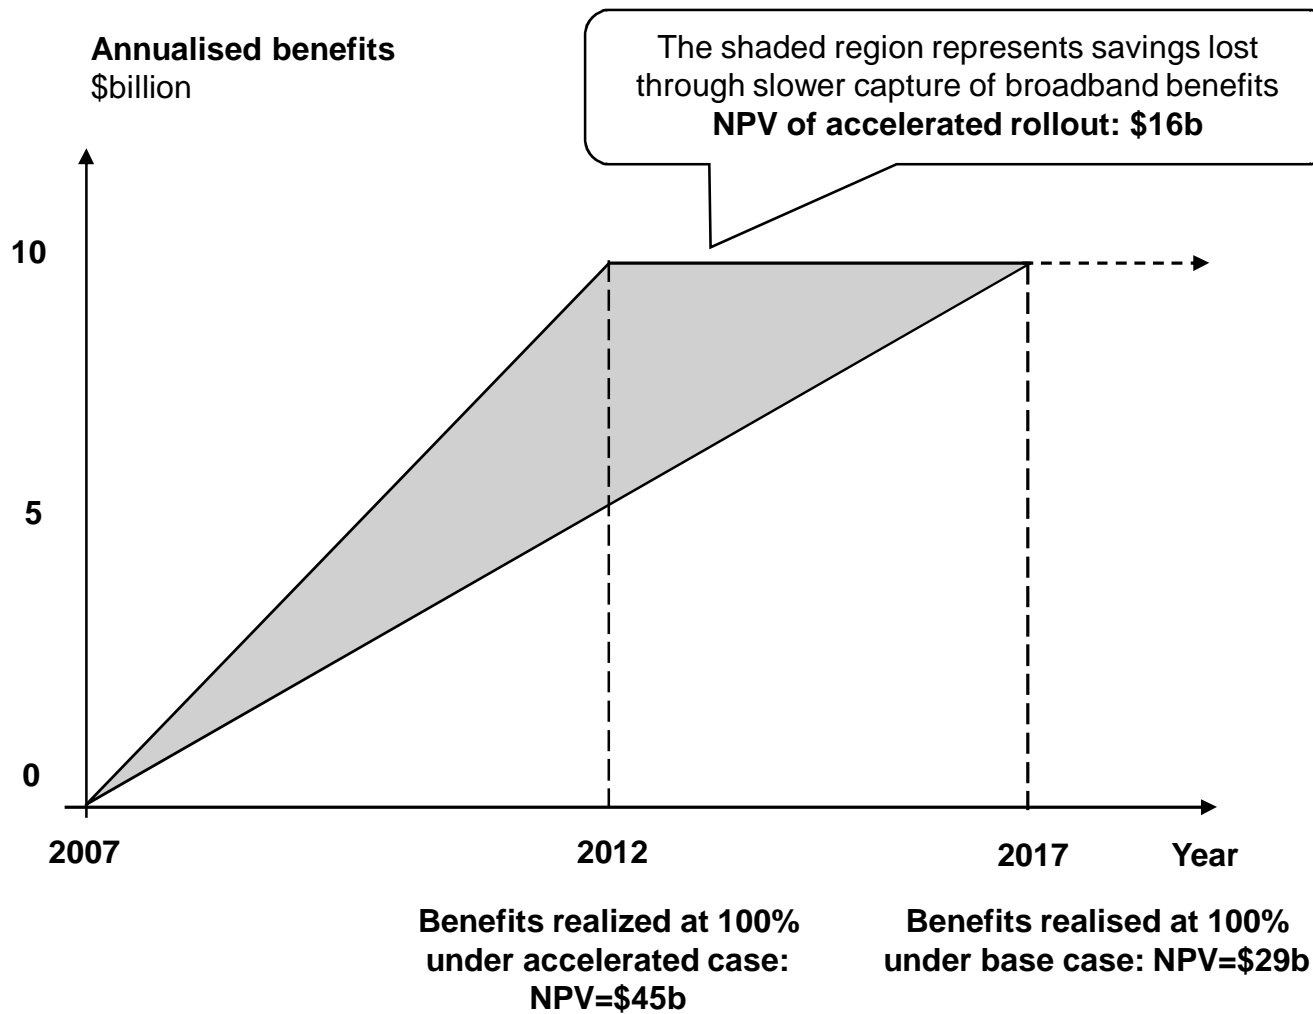 Annualised benefits
$billion
The shaded region represents savings lost
through slower capture of broadband benefits
NPV of accelerated rollout: $16b
10
5
0
2007
2012
2017
Year
Benefits realized at 100%
under accelerated case:
NPV=$45b
Benefits realised at 100%
under base case: NPV=$29b